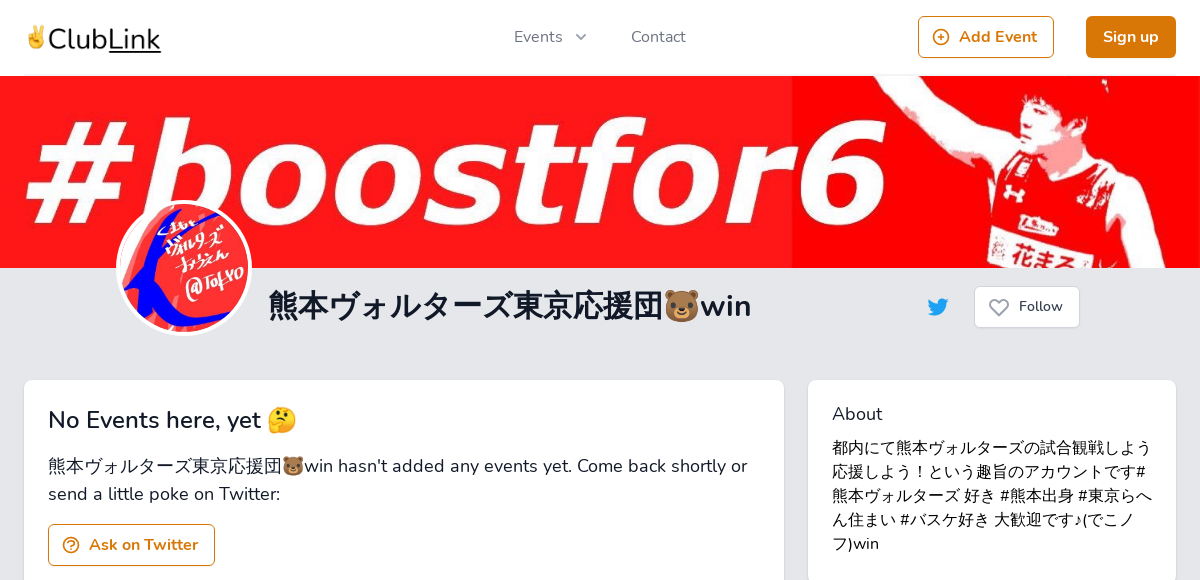 ✌️ClubLink
Events
Contact
Add Event
Sign up
#boostfor6
花まる
くまもと
ヴォルターズ
おうえん
@TOKYO
熊本ヴォルターズ東京応援団🐻win
Follow
No Events here, yet 🤔
熊本ヴォルターズ東京応援団🐻win hasn't added any events yet. Come back shortly or
send a little poke on Twitter:
Ask on Twitter
About
都内にて熊本ヴォルターズの試合観戦しよう
応援しよう！という趣旨のアカウントです#
熊本ヴォルターズ 好き #熊本出身 #東京らへ
ん住まい #バスケ好き 大歓迎です♪(でこノ
フ)win